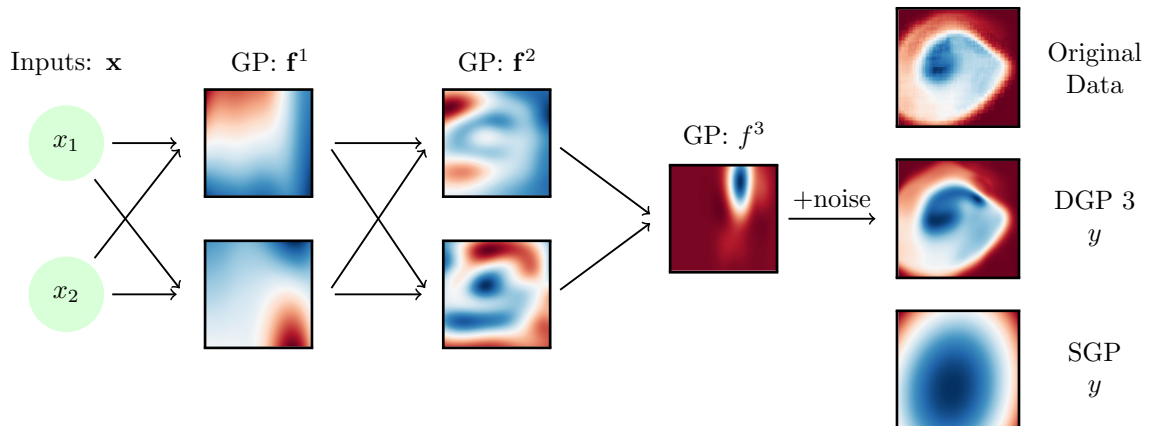 Inputs: x
GP: f¹
GP: f²
GP: f³
x₁
x₂
+noise
Original
Data
DGP 3
y
SGP
y